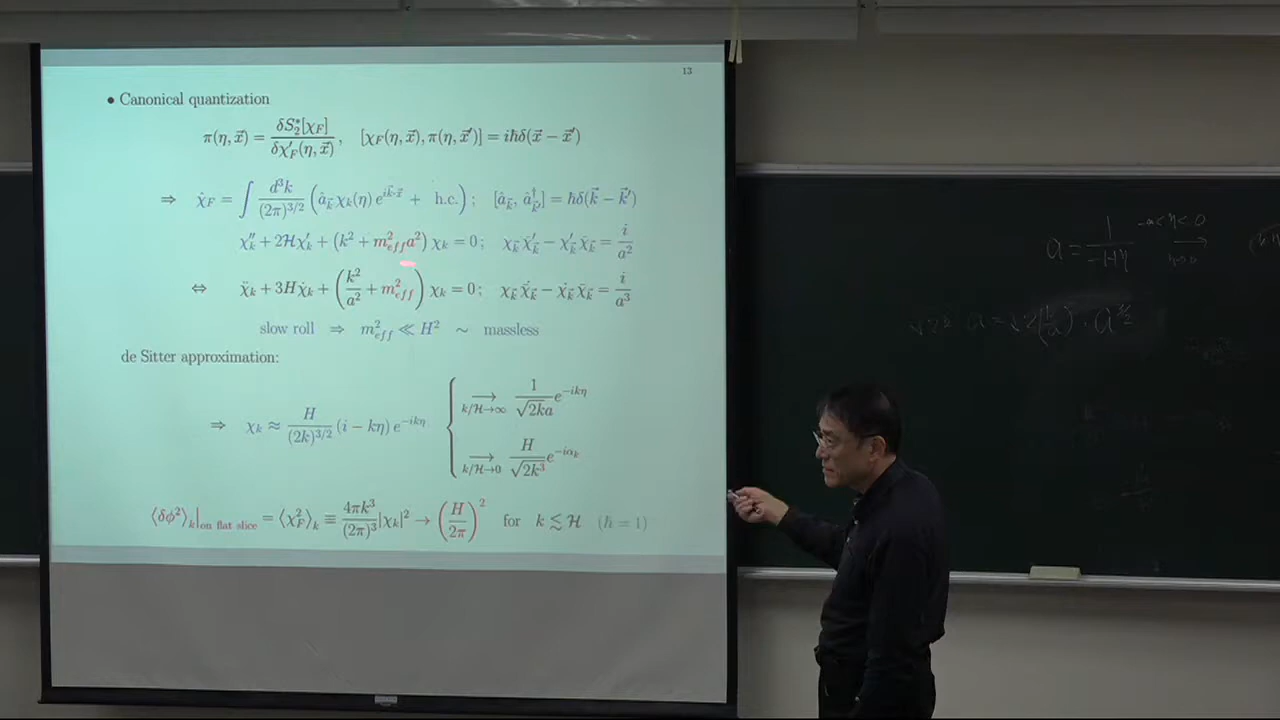 13
• Canonical quantization
π(η, x⃗) = δS₂*[χ_F] / δχ′_F(η, x⃗) , [χ_F(η, x⃗), π(η, x⃗′)] = iħδ(x⃗ − x⃗′)
⇒ χ̂_F = ∫ d³k/(2π)^{3/2} (â_k⃗ χ_k(η) e^{ik⃗·x⃗} + h.c.) ; [â_k⃗, â†_k⃗′] = ħδ(k⃗ − k⃗′)
χ″_k + 2ℋχ′_k + (k² + m²_eff a²) χ_k = 0 ; χ_k⃗ χ̄′_k⃗ − χ′_k⃗ χ̄_k⃗ = i/a²
⇔ χ̈_k + 3Hχ̇_k + (k²/a² + m²_eff) χ_k = 0 ; χ_k⃗ χ̄̇_k⃗ − χ̇_k⃗ χ̄_k⃗ = i/a³
slow roll ⇒ m²_eff ≪ H² ∼ massless
de Sitter approximation:
⇒ χ_k ≈ H/(2k)^{3/2} (i − kη) e^{−ikη} { ⟶_{k/ℋ→∞} 1/(√2k a) e^{−ikη}
⟶_{k/ℋ→0} H/√(2k³) e^{−iα_k}
⟨δφ²⟩_k|_on flat slice = ⟨χ²_F⟩_k ≡ 4πk³/(2π)³ |χ_k|² → (H/2π)² for k ≲ ℋ (ħ = 1)
a = 1/−Hη